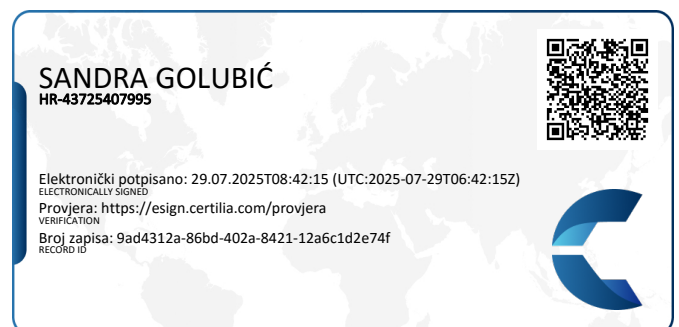 SANDRA GOLUBIĆ
HR-43725407995
Elektronički potpisano: 29.07.2025T08:42:15 (UTC:2025-07-29T06:42:15Z)
ELECTRONICALLY SIGNED
Provjera: https://esign.certilia.com/provjera
VERIFICATION
Broj zapisa: 9ad4312a-86bd-402a-8421-12a6c1d2e74f
RECORD ID